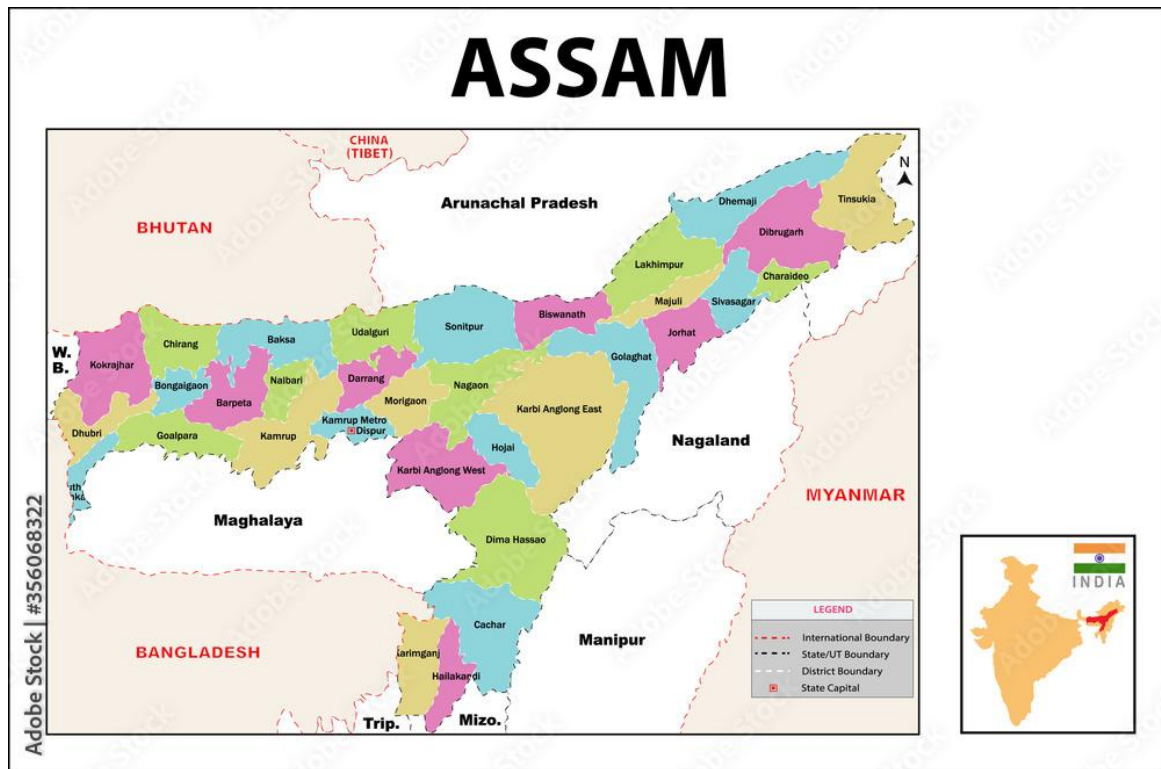 ASSAM
CHINA
(TIBET)
N
Arunachal Pradesh
BHUTAN
Tinsukia
Dhemaji
Dibrugarh
Lakhimpur
Charaideo
Majuli
Sivasagar
Biswanath
Sonitpur
Udalguri
Jorhat
Baksa
Chirang
W.
B.
Kokrajhar
Golaghat
Bongaigaon
Nalbari
Darrang
Nagaon
Barpeta
Morigaon
Karbi Anglong East
Kamrup Metro
Dispur
Dhubri
Goalpara
Kamrup
Hojai
Nagaland
Karbi Anglong West
MYANMAR
Maghalaya
Dima Hassao
INDIA
LEGEND
International Boundary
State/UT Boundary
District Boundary
State Capital
Cachar
Manipur
BANGLADESH
Karimganj
Hailakandi
Trip.
Mizo.
Adobe Stock | #356068322